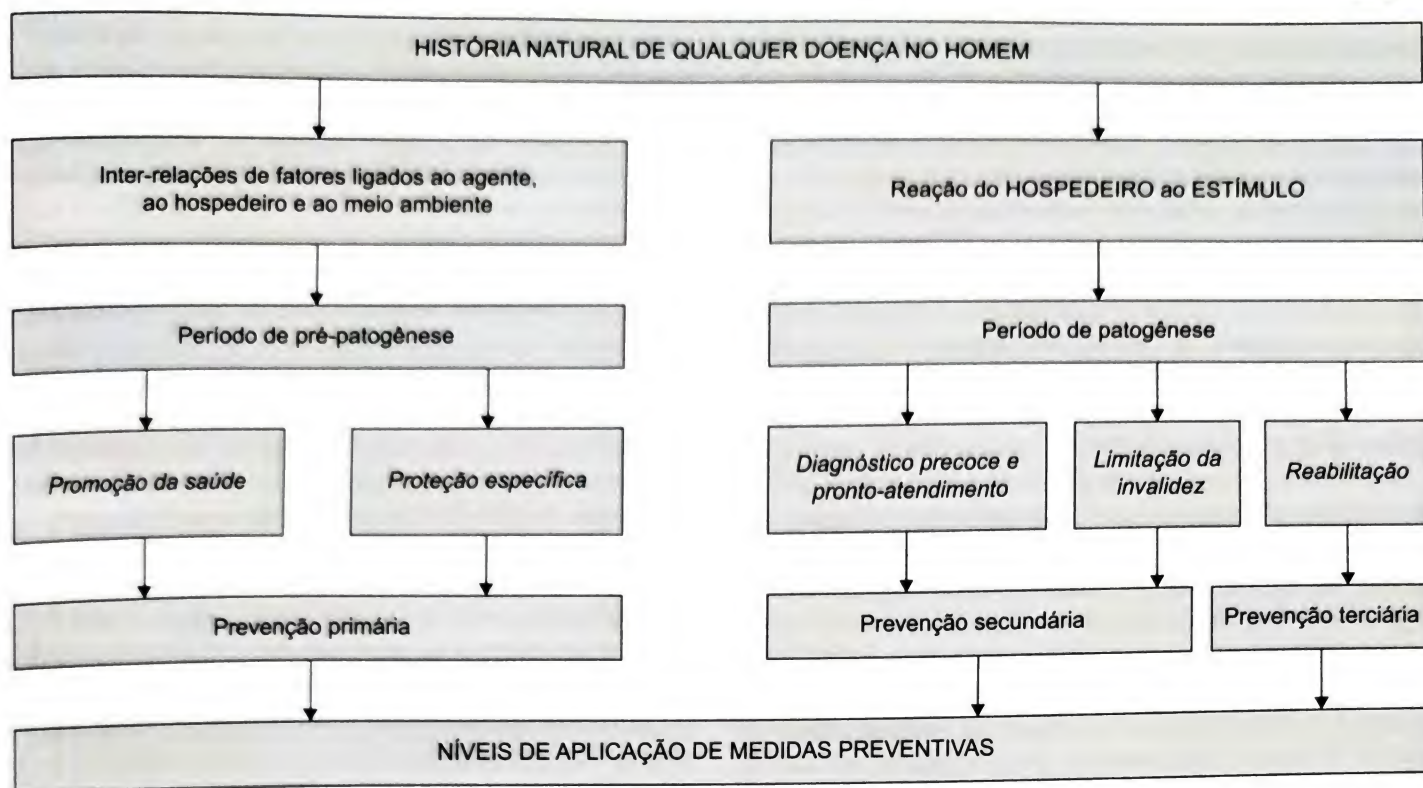 HISTÓRIA NATURAL DE QUALQUER DOENÇA NO HOMEM
Inter-relações de fatores ligados ao agente,
ao hospedeiro e ao meio ambiente
Reação do HOSPEDEIRO ao ESTÍMULO
Período de pré-patogênese
Período de patogênese
Promoção da saúde
Proteção específica
Diagnóstico precoce e
pronto-atendimento
Limitação da
invalidez
Reabilitação
Prevenção primária
Prevenção secundária
Prevenção terciária
NÍVEIS DE APLICAÇÃO DE MEDIDAS PREVENTIVAS